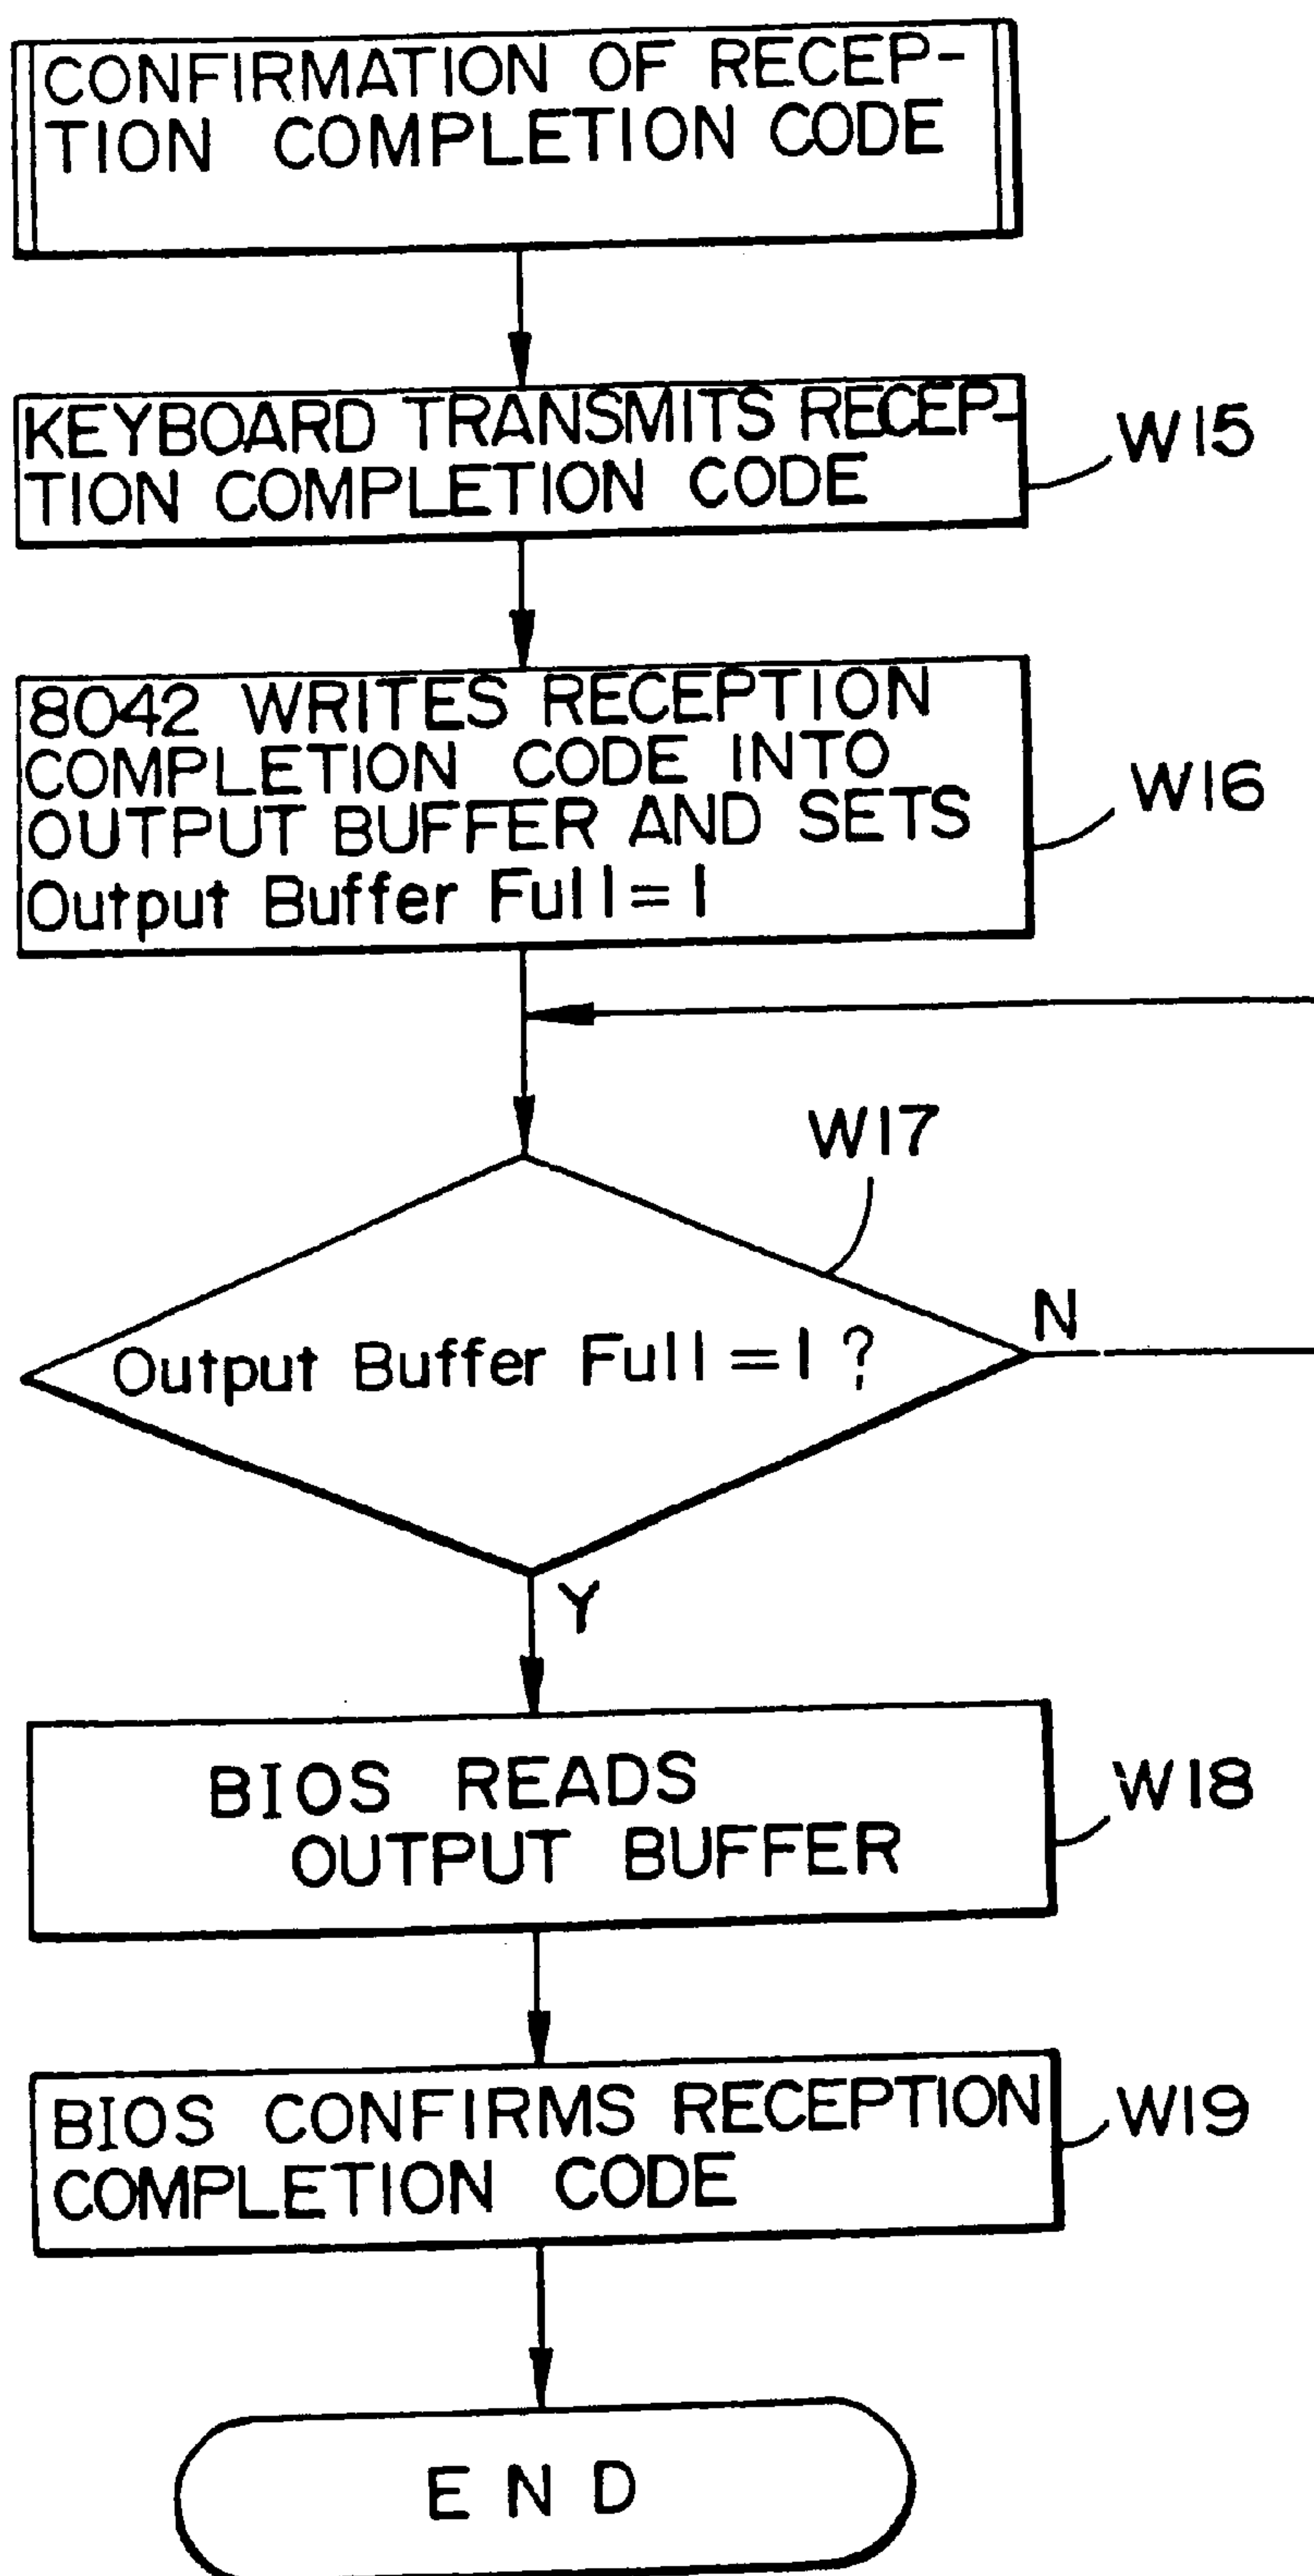 CONFIRMATION OF RECEP-
TION COMPLETION CODE
KEYBOARD TRANSMITS RECEP-
TION COMPLETION CODE
W15
8042 WRITES RECEPTION
COMPLETION CODE INTO
OUTPUT BUFFER AND SETS
Output Buffer Full = 1
W16
W17
Output Buffer Full = 1 ?
N
Y
BIOS READS
OUTPUT BUFFER
W18
BIOS CONFIRMS RECEPTION
COMPLETION CODE
W19
END